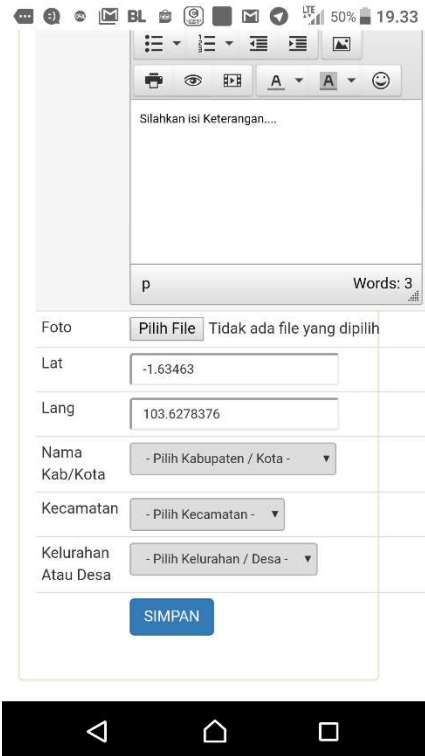 BL
LTE
50%
19.33
A
A
Silahkan isi Keterangan....
p
Words: 3
Foto
Pilih File
Tidak ada file yang dipilih
Lat
-1.63463
Lang
103.6278376
Nama
Kab/Kota
- Pilih Kabupaten / Kota -
Kecamatan
- Pilih Kecamatan -
Kelurahan
Atau Desa
- Pilih Kelurahan / Desa -
SIMPAN